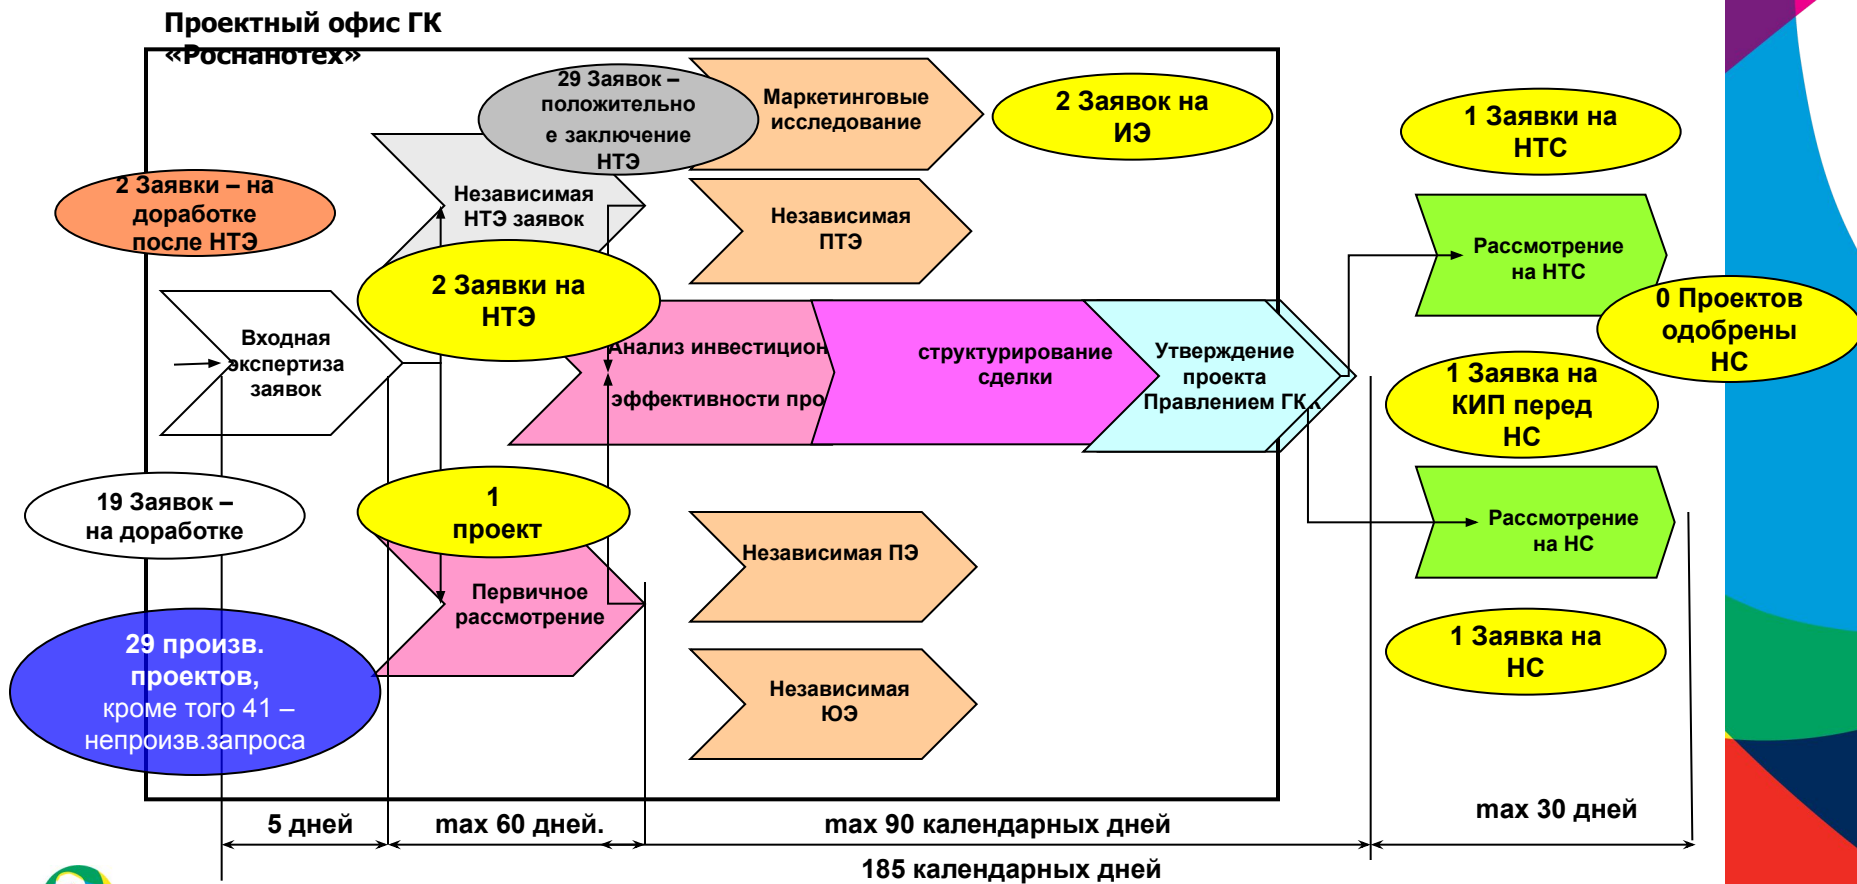 Проектный офис ГК
«Роснанотех»
29 Заявок –
положительно
е заключение
НТЭ
Маркетинговые
исследование
2 Заявок на
ИЭ
1 Заявки на
НТС
2 Заявки – на
доработке
после НТЭ
Независимая
НТЭ заявок
Независимая
ПТЭ
Рассмотрение
на НТС
2 Заявки на
НТЭ
0 Проектов
одобрены
НС
Входная
экспертиза
заявок
Анализ инвестицион
эффективности про
структурирование
сделки
Утверждение
проекта
Правлением ГК
1 Заявка на
КИП перед
НС
19 Заявок –
на доработке
1
проект
Независимая ПЭ
Рассмотрение
на НС
Первичное
рассмотрение
29 произв.
проектов,
кроме того 41 –
непроизв.запроса
Независимая
ЮЭ
1 Заявка на
НС
5 дней
max 60 дней.
max 90 календарных дней
max 30 дней
185 календарных дней